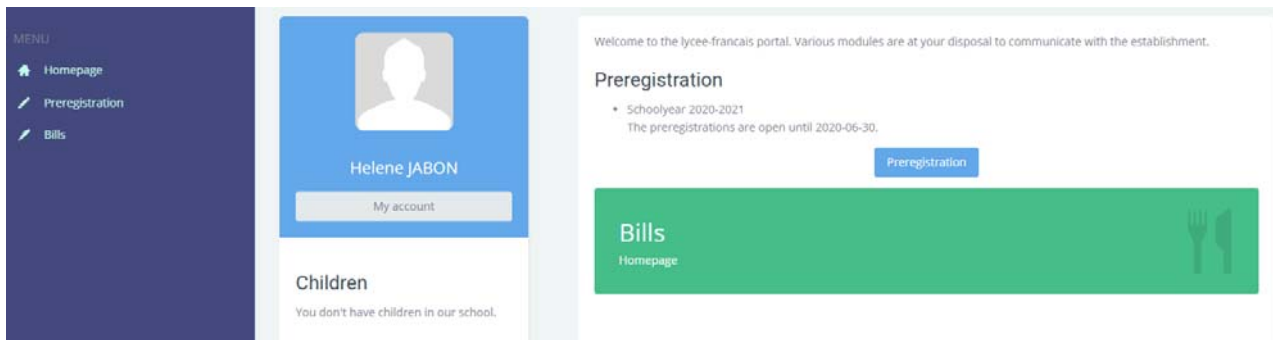 MENU
Homepage
Preregistration
Bills
Helene JABON
My account
Children
You don't have children in our school.
Welcome to the lycee-francais portal. Various modules are at your disposal to communicate with the establishment.
Preregistration
• Schoolyear 2020-2021
The preregistrations are open until 2020-06-30.
Preregistration
Bills
Homepage